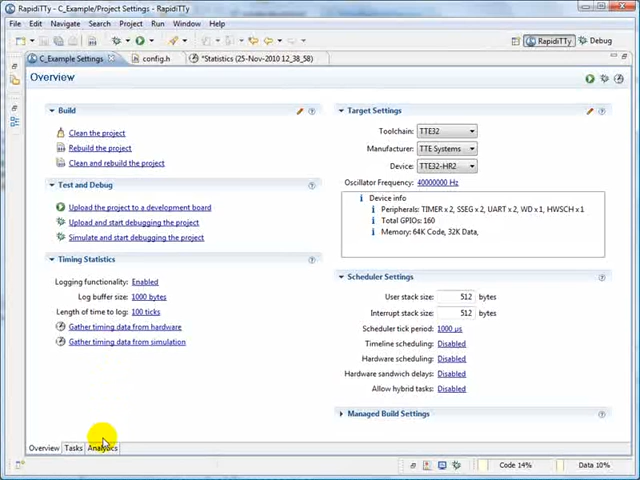 RapidiTTy - C_Example/Project Settings - RapidiTTy
File Edit Navigate Search Project Run Window Help
RapidiTTy Debug
C_Example Settings config.h *Statistics (25-Nov-2010 12_38_58)
Overview
Build
Clean the project
Rebuild the project
Clean and rebuild the project
Test and Debug
Upload the project to a development board
Upload and start debugging the project
Simulate and start debugging the project
Timing Statistics
Logging functionality: Enabled
Log buffer size: 1000 bytes
Length of time to log: 100 ticks
Gather timing data from hardware
Gather timing data from simulation
Target Settings
Toolchain: TTE32
Manufacturer: TTE Systems
Device: TTE32-HR2
Oscillator Frequency: 40000000 Hz
Device info
Peripherals: TIMER x 2, SSEG x 2, UART x 2, WD x 1, HWSCH x 1
Total GPIOs: 160
Memory: 64K Code, 32K Data,
Scheduler Settings
User stack size: 512 bytes
Interrupt stack size: 512 bytes
Scheduler tick period: 1000 µs
Timeline scheduling: Disabled
Hardware scheduling: Disabled
Hardware sandwich delays: Disabled
Allow hybrid tasks: Disabled
Managed Build Settings
Overview Tasks Analytics
Code 14% Data 10%